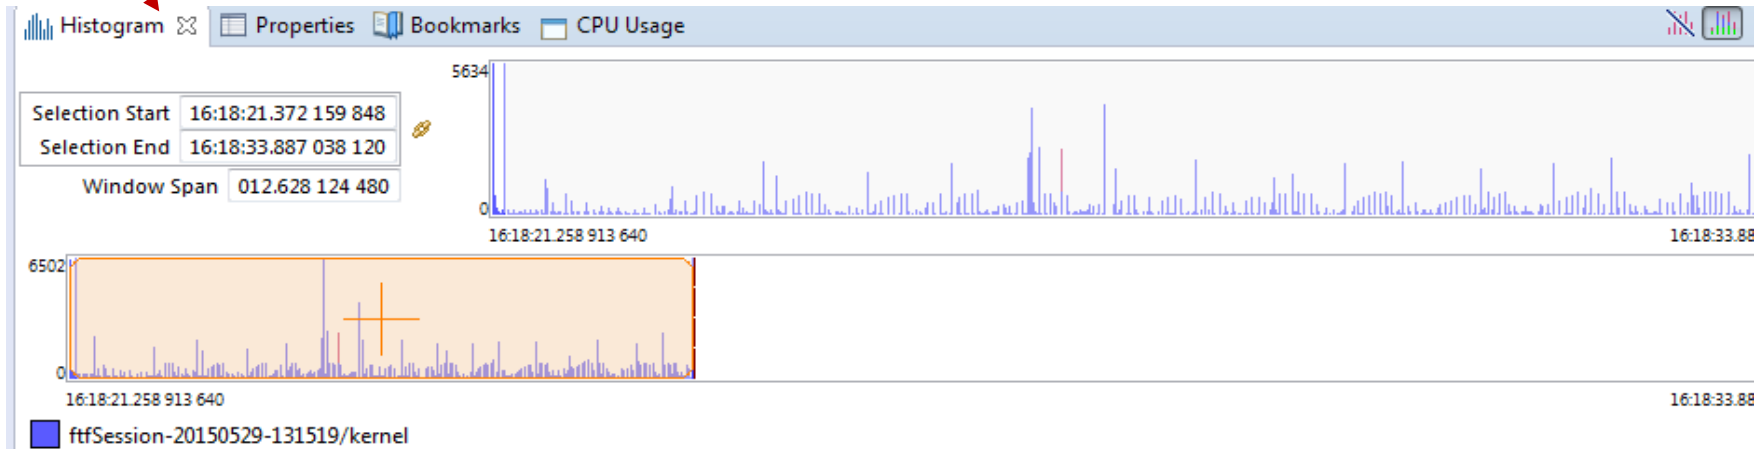 Histogram Properties Bookmarks CPU Usage
5634
Selection Start 16:18:21.372 159 848
Selection End 16:18:33.887 038 120
Window Span 012.628 124 480
0
16:18:21.258 913 640 16:18:33.88
6502
0
16:18:21.258 913 640 16:18:33.88
ftfSession-20150529-131519/kernel